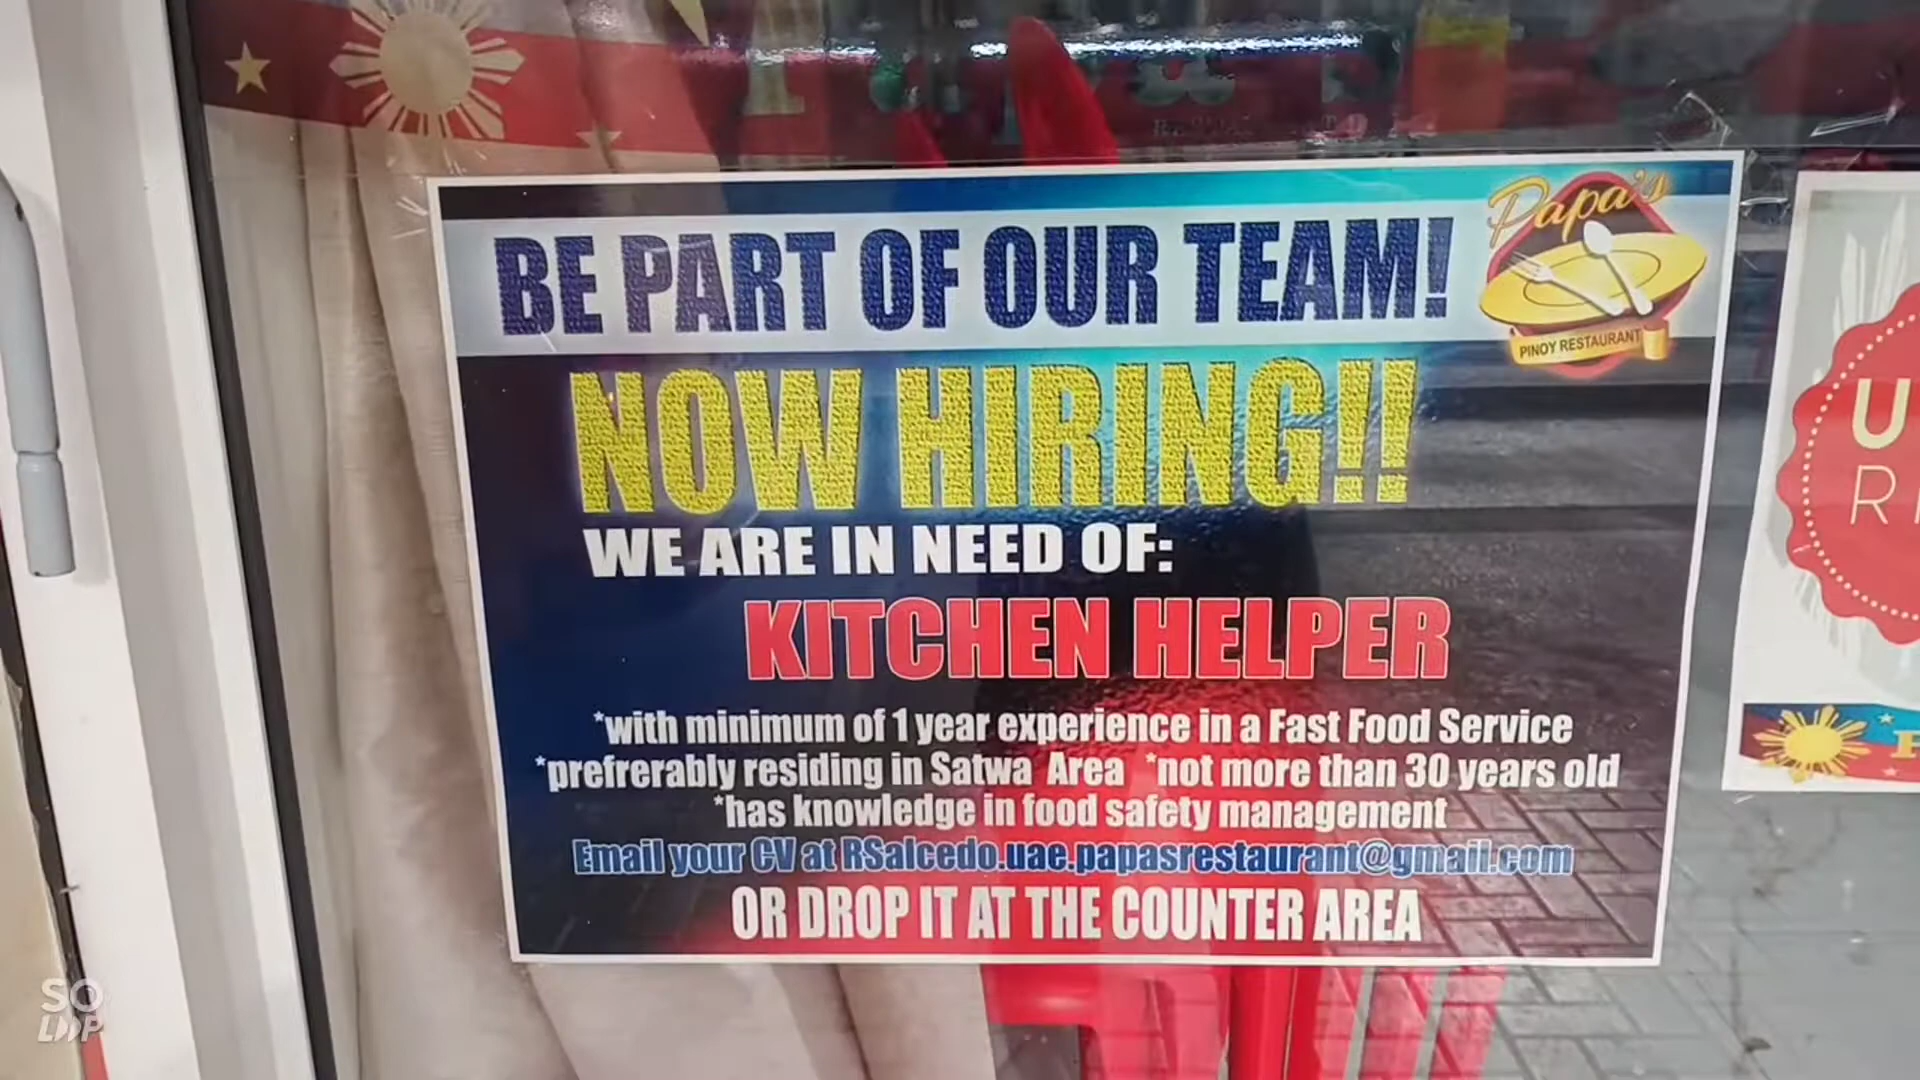 Papa's
PINOY RESTAURANT
BE PART OF OUR TEAM!
NOW HIRING!!
WE ARE IN NEED OF:
KITCHEN HELPER
*with minimum of 1 year experience in a Fast Food Service
*prefrerably residing in Satwa Area *not more than 30 years old
*has knowledge in food safety management
Email your CV at RSalcedo.uae.papasrestaurant@gmail.com
OR DROP IT AT THE COUNTER AREA
SO
LOOP